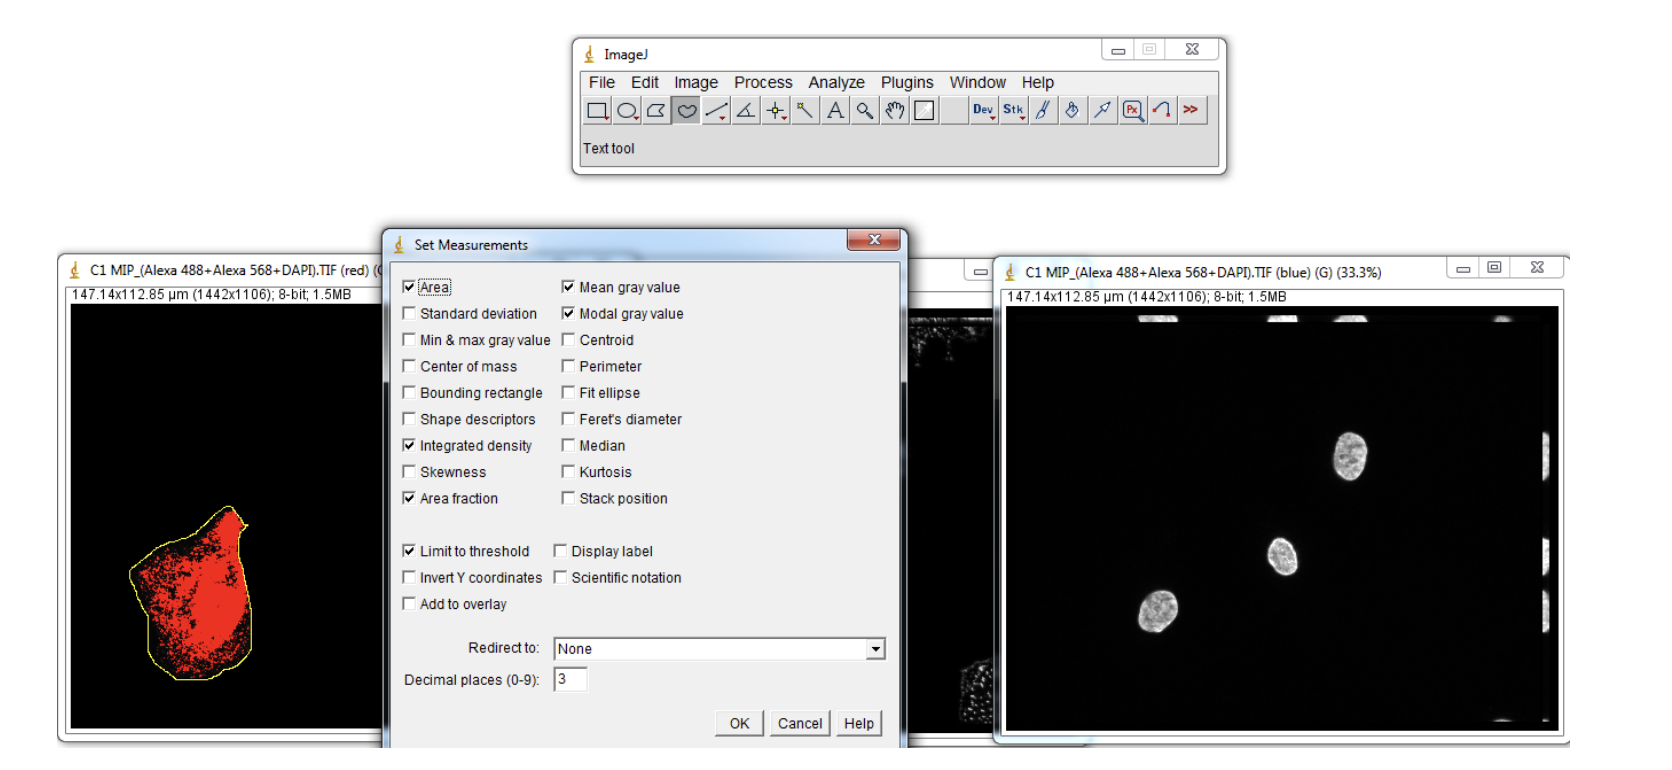 ImageJ
File Edit Image Process Analyze Plugins Window Help
A Dev Stk Px >>
Text tool
Set Measurements
C1 MIP_(Alexa 488+Alexa 568+DAPI).TIF (red) (
147.14x112.85 µm (1442x1106); 8-bit; 1.5MB
C1 MIP_(Alexa 488+Alexa 568+DAPI).TIF (blue) (G) (33.3%)
147.14x112.85 µm (1442x1106); 8-bit; 1.5MB
Area Mean gray value
Standard deviation Modal gray value
Min & max gray value Centroid
Center of mass Perimeter
Bounding rectangle Fit ellipse
Shape descriptors Feret's diameter
Integrated density Median
Skewness Kurtosis
Area fraction Stack position
Limit to threshold Display label
Invert Y coordinates Scientific notation
Add to overlay
Redirect to: None
Decimal places (0-9): 3
OK Cancel Help